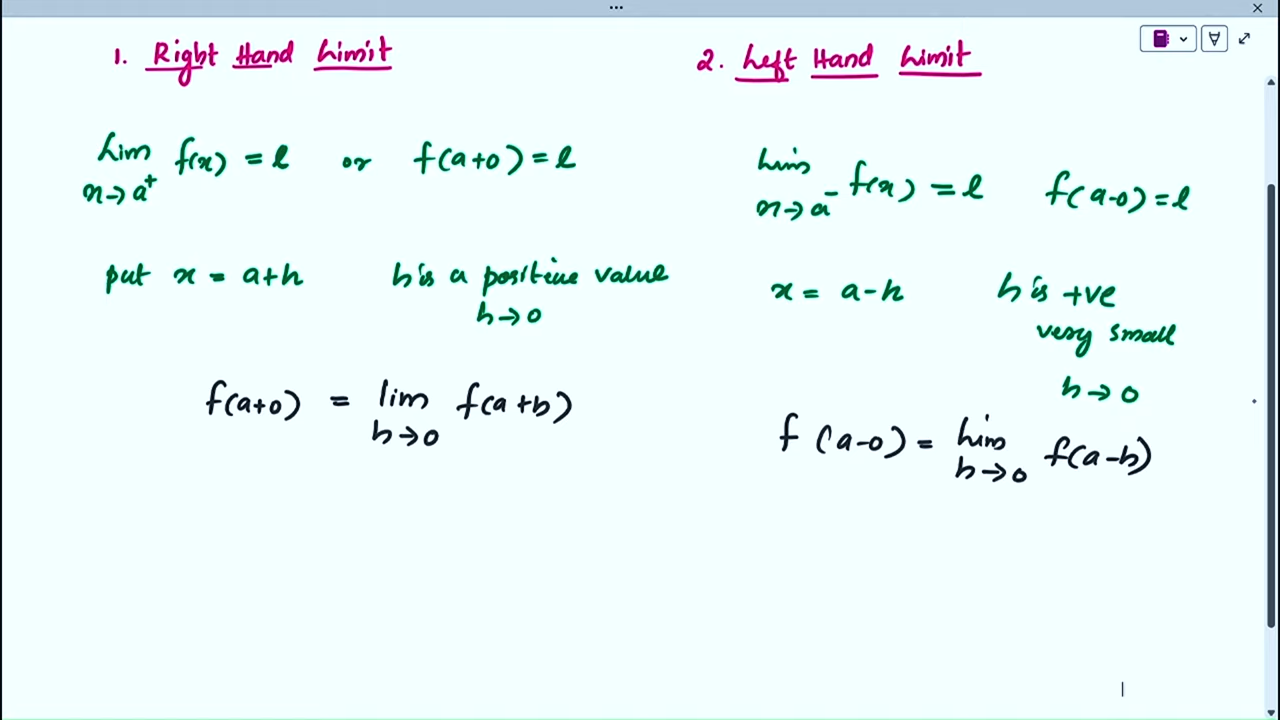 1. Right Hand Limit
lim f(x) = l or f(a+0) = l
x→a⁺
put x = a+h h is a positive value
h→0
f(a+0) = lim f(a+h)
h→0
2. Left Hand Limit
lim f(x) = l f(a-0) = l
x→a⁻
x = a-h h is +ve
very small
h→0
f(a-0) = lim f(a-h)
h→0